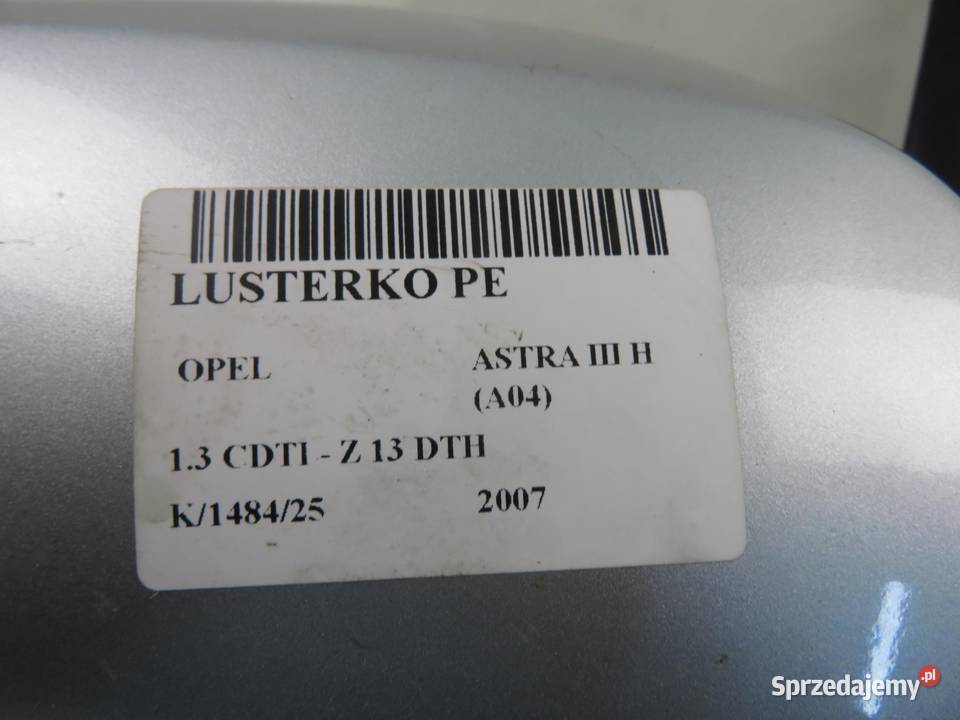 LUSTERKO PE
OPEL
ASTRA III H
(A04)
1.3 CDTI - Z 13 DTH
K/1484/25
2007
Sprzedajemy.pl